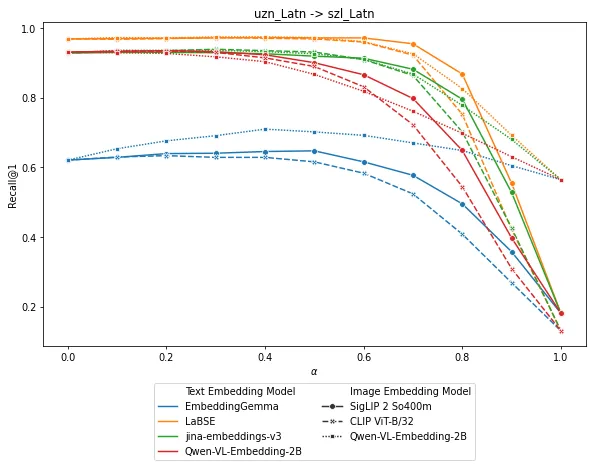 uzn_Latn -> szl_Latn
1.0
0.8
0.6
0.4
0.2
Recall@1
0.0 0.2 0.4 0.6 0.8 1.0
α
Text Embedding Model Image Embedding Model
EmbeddingGemma SigLIP 2 So400m
LaBSE CLIP ViT-B/32
jina-embeddings-v3 Qwen-VL-Embedding-2B
Qwen-VL-Embedding-2B